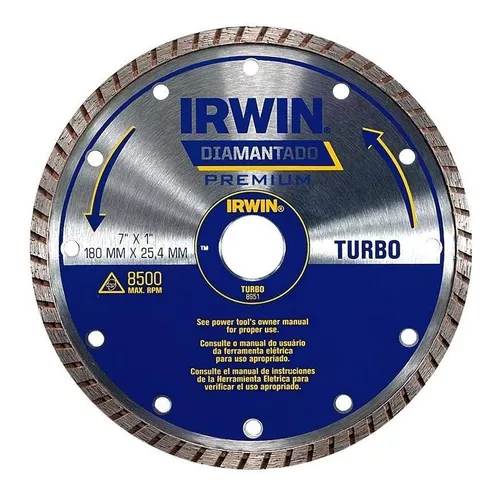 IRWIN®
DIAMANTADO
PREMIUM
IRWIN®
7" X 1"
180 MM X 25,4 MM
™
TURBO
8500
MAX. RPM
TURBO
8951
See power tool's owner manual
for proper use.
Consulte o manual do usuário
da ferramenta elétrica
para uso apropriado.
Consulte el manual de instruciones
de la Herramienta Eletrica para
verificar el uso apropriado.